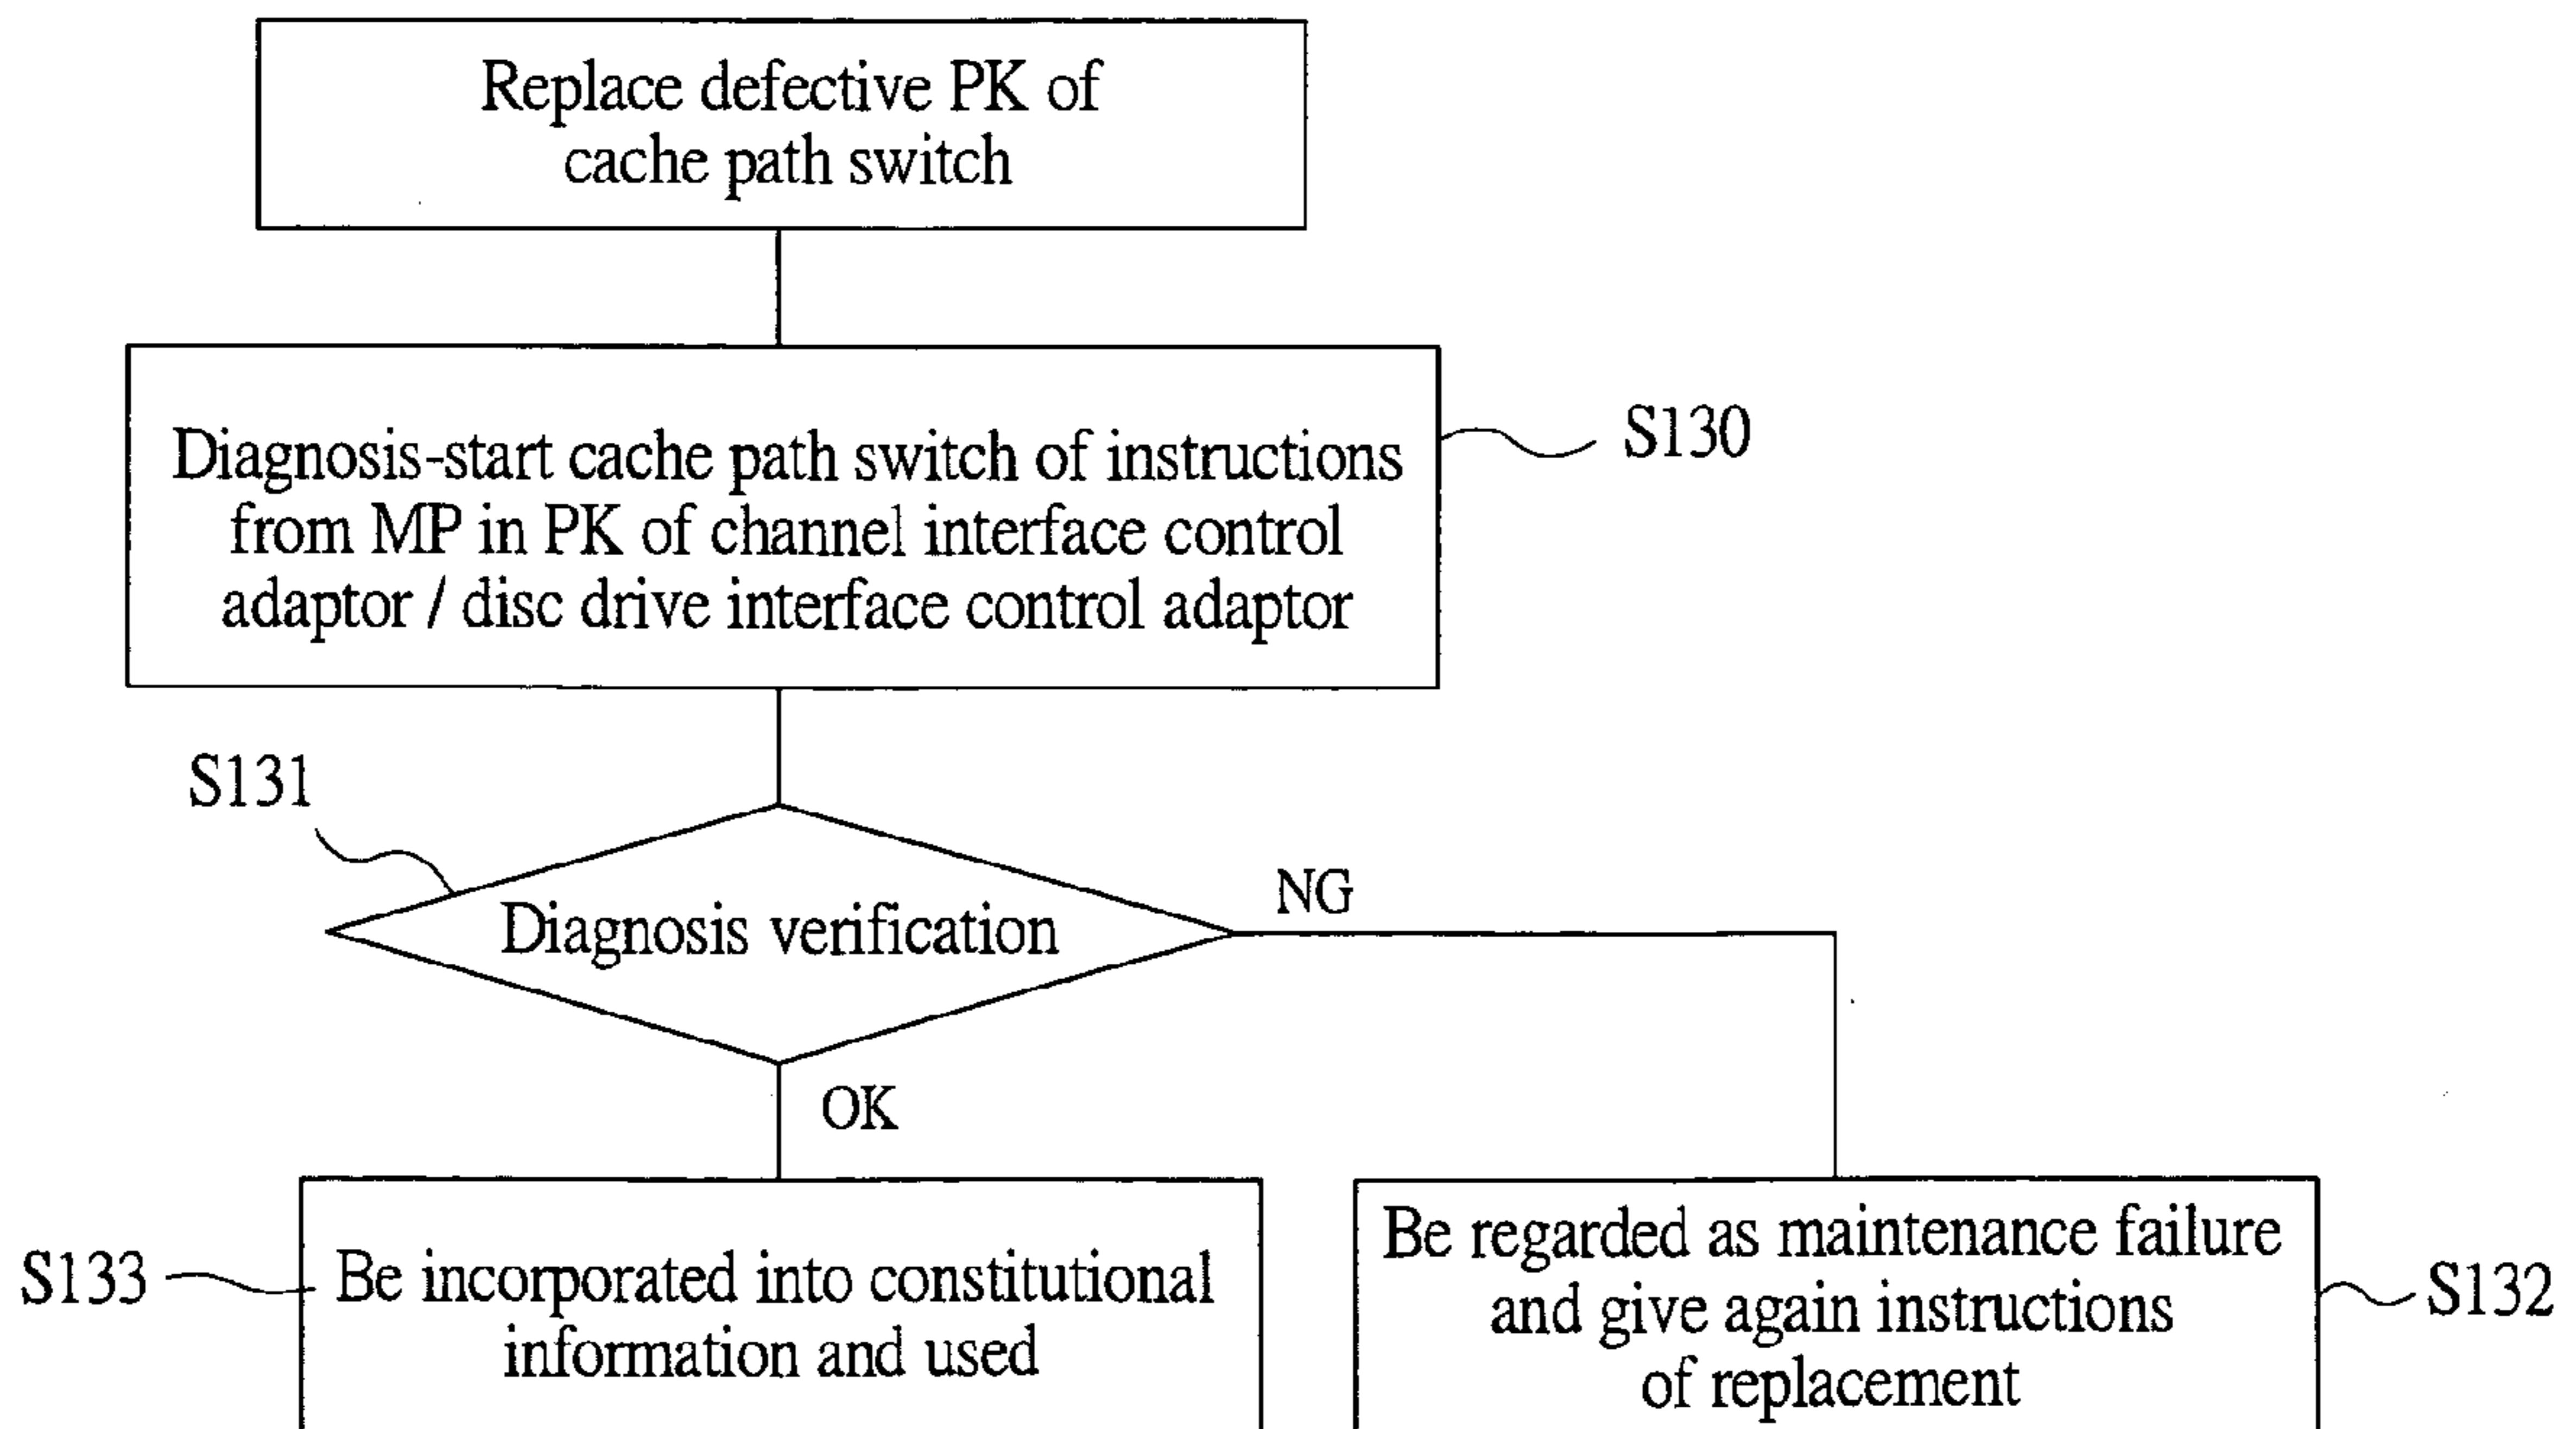 Replace defective PK of
cache path switch
Diagnosis-start cache path switch of instructions
from MP in PK of channel interface control
adaptor / disc drive interface control adaptor
S130
S131
Diagnosis verification
NG
OK
S133
Be incorporated into constitutional
information and used
Be regarded as maintenance failure
and give again instructions
of replacement
S132